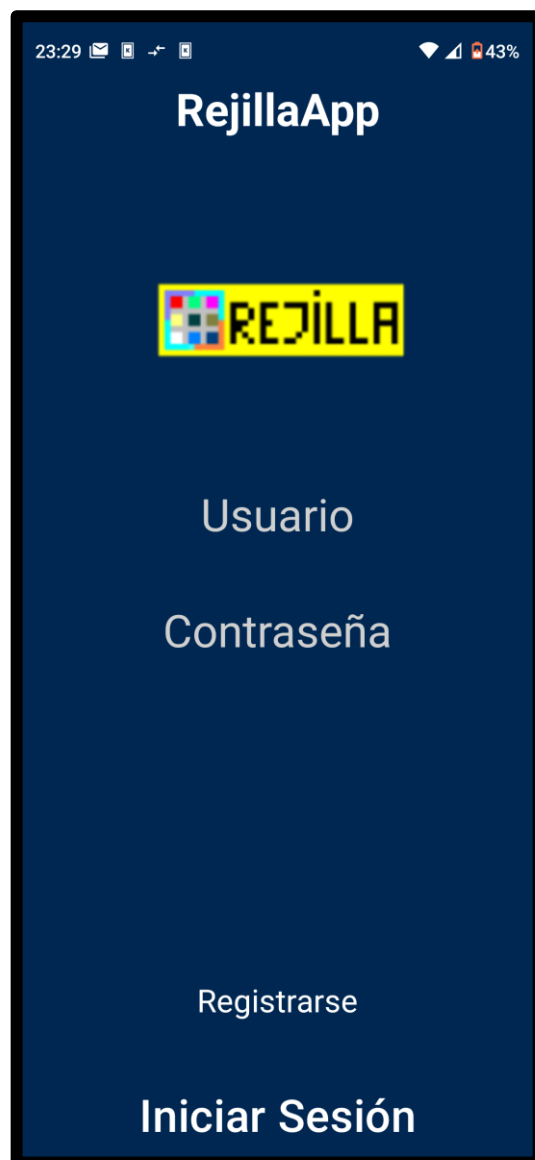 23:29 43%
RejillaApp
REJILLA
Usuario
Contraseña
Registrarse
Iniciar Sesión